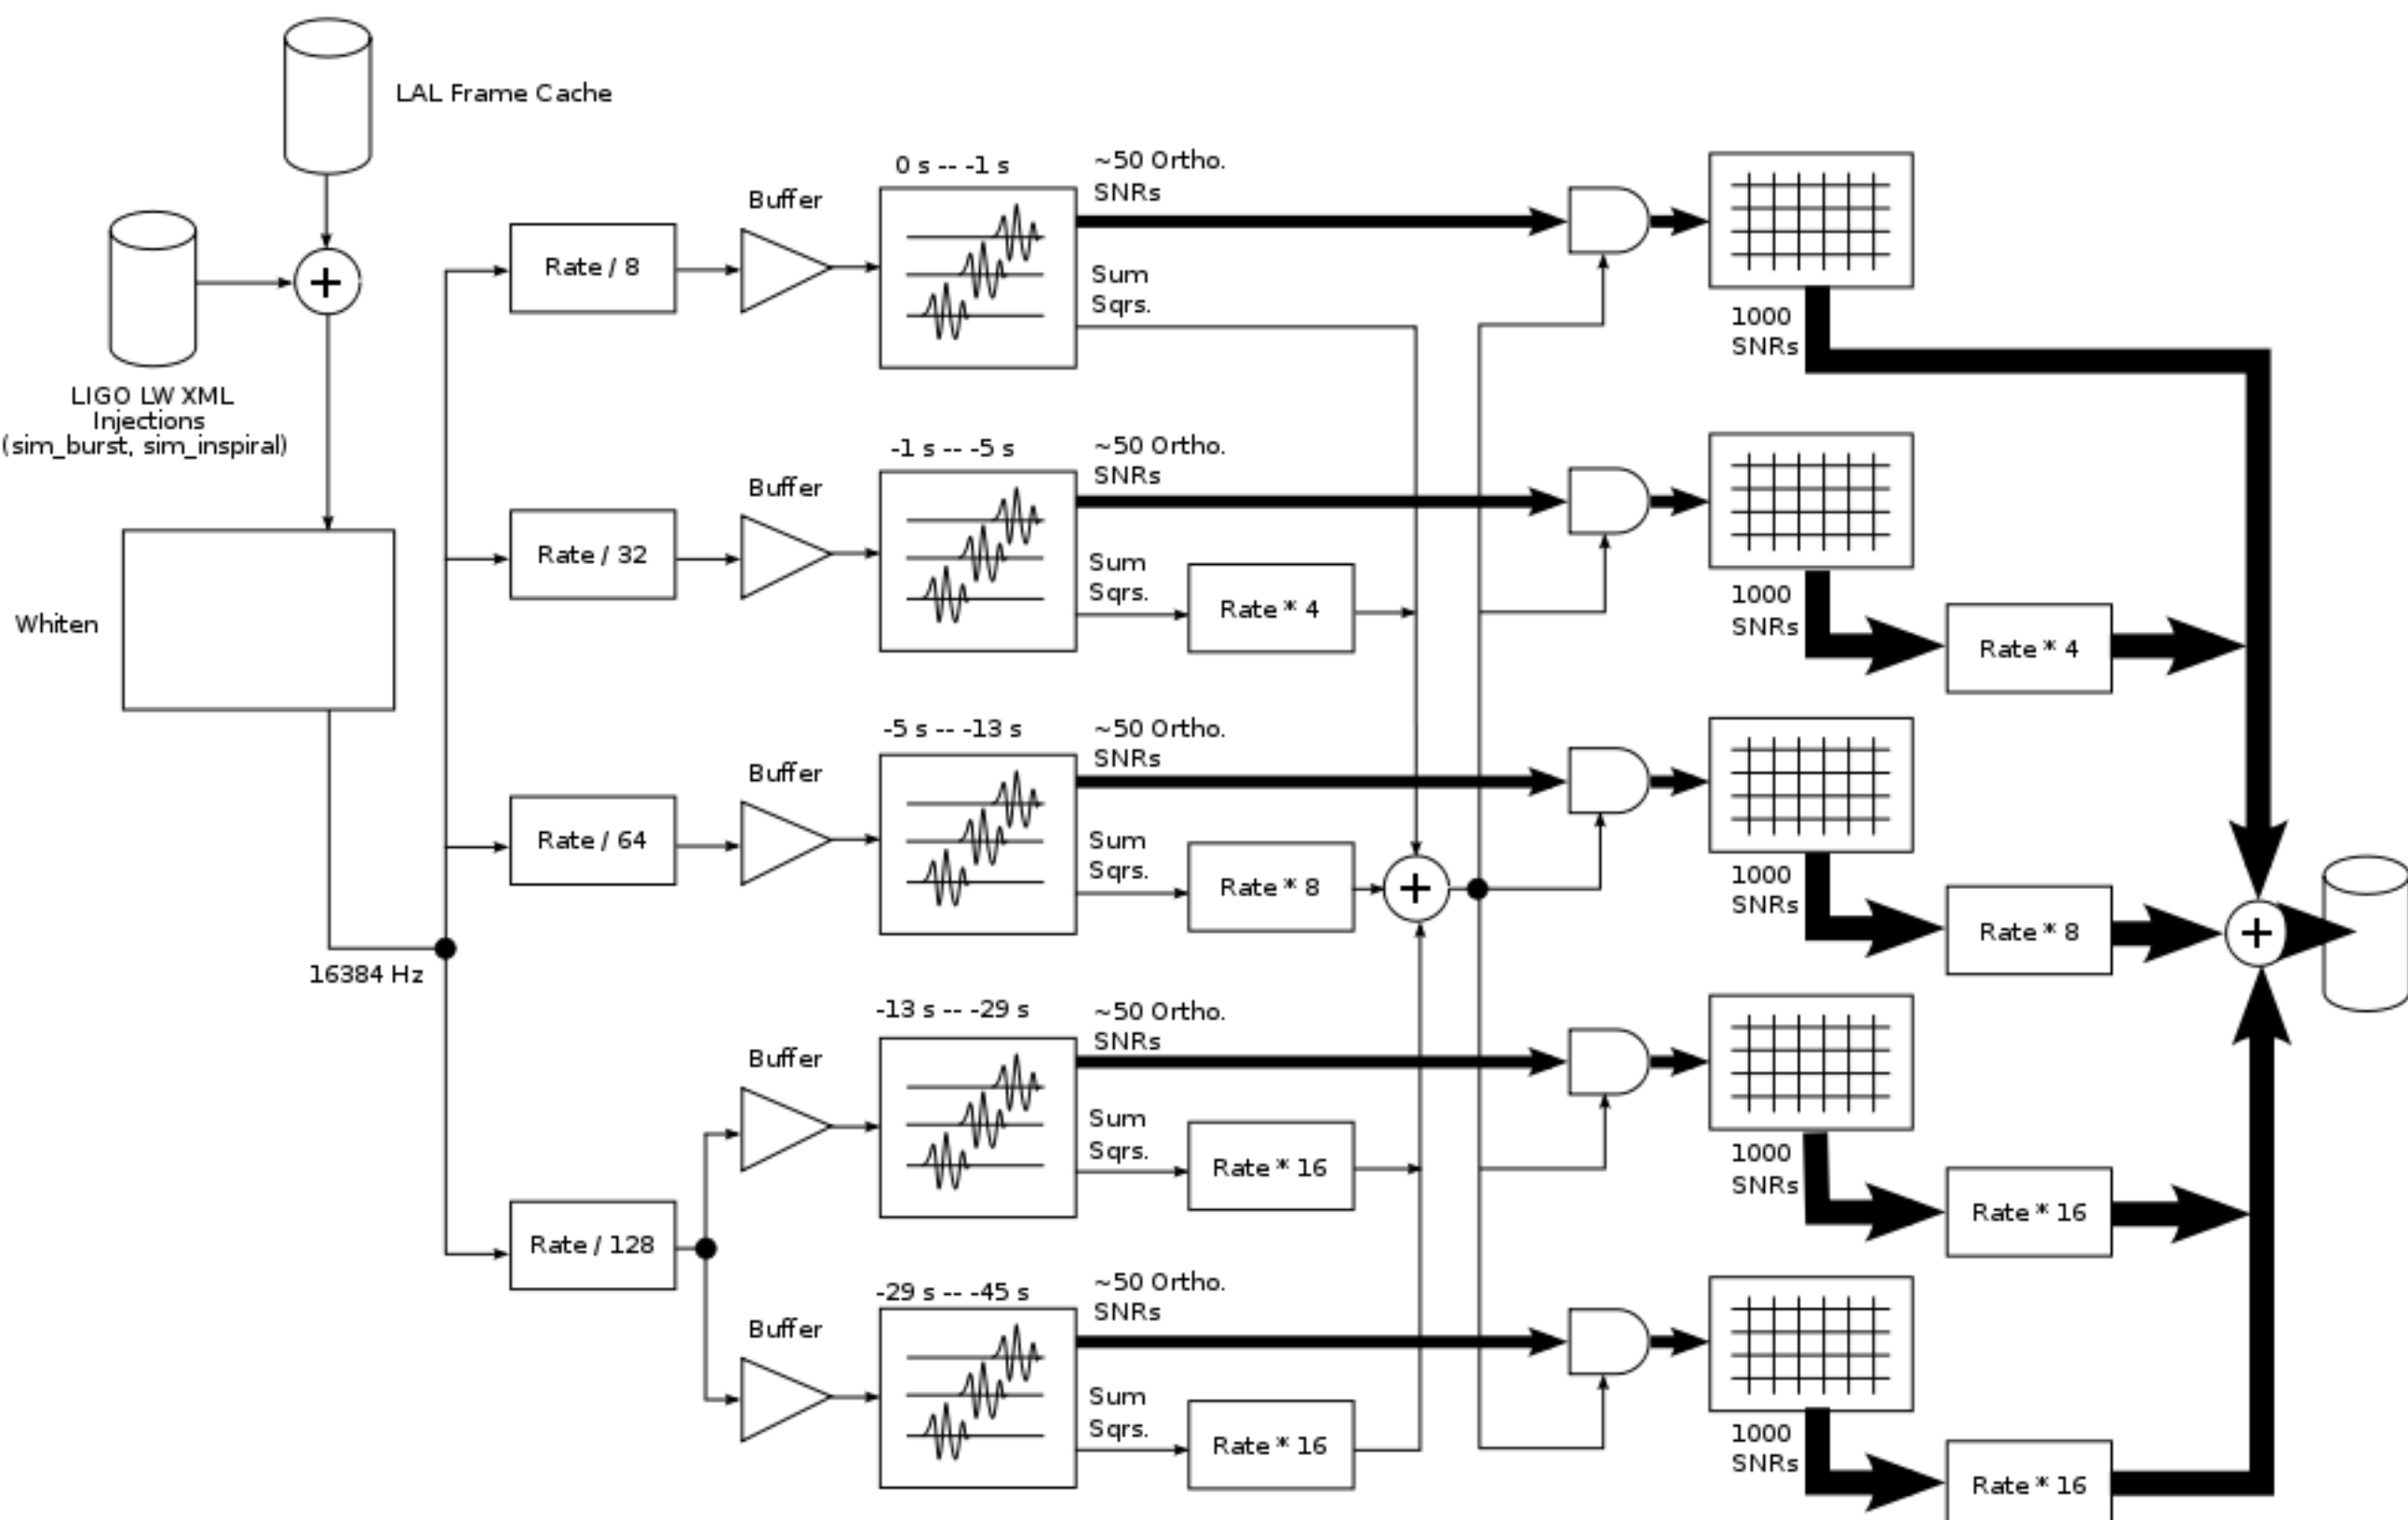 LAL Frame Cache
LIGO LW XML
Injections
(sim_burst, sim_inspiral)
Whiten
16384 Hz
Rate / 8
Buffer
0 s -- -1 s
~50 Ortho.
SNRs
Sum
Sqrs.
1000
SNRs
Rate / 32
Buffer
-1 s -- -5 s
~50 Ortho.
SNRs
Sum
Sqrs.
Rate * 4
1000
SNRs
Rate * 4
Rate / 64
Buffer
-5 s -- -13 s
~50 Ortho.
SNRs
Sum
Sqrs.
Rate * 8
+
1000
SNRs
Rate * 8
+
Rate / 128
Buffer
-13 s -- -29 s
~50 Ortho.
SNRs
Sum
Sqrs.
Rate * 16
1000
SNRs
Rate * 16
Buffer
-29 s -- -45 s
~50 Ortho.
SNRs
Sum
Sqrs.
Rate * 16
1000
SNRs
Rate * 16
+